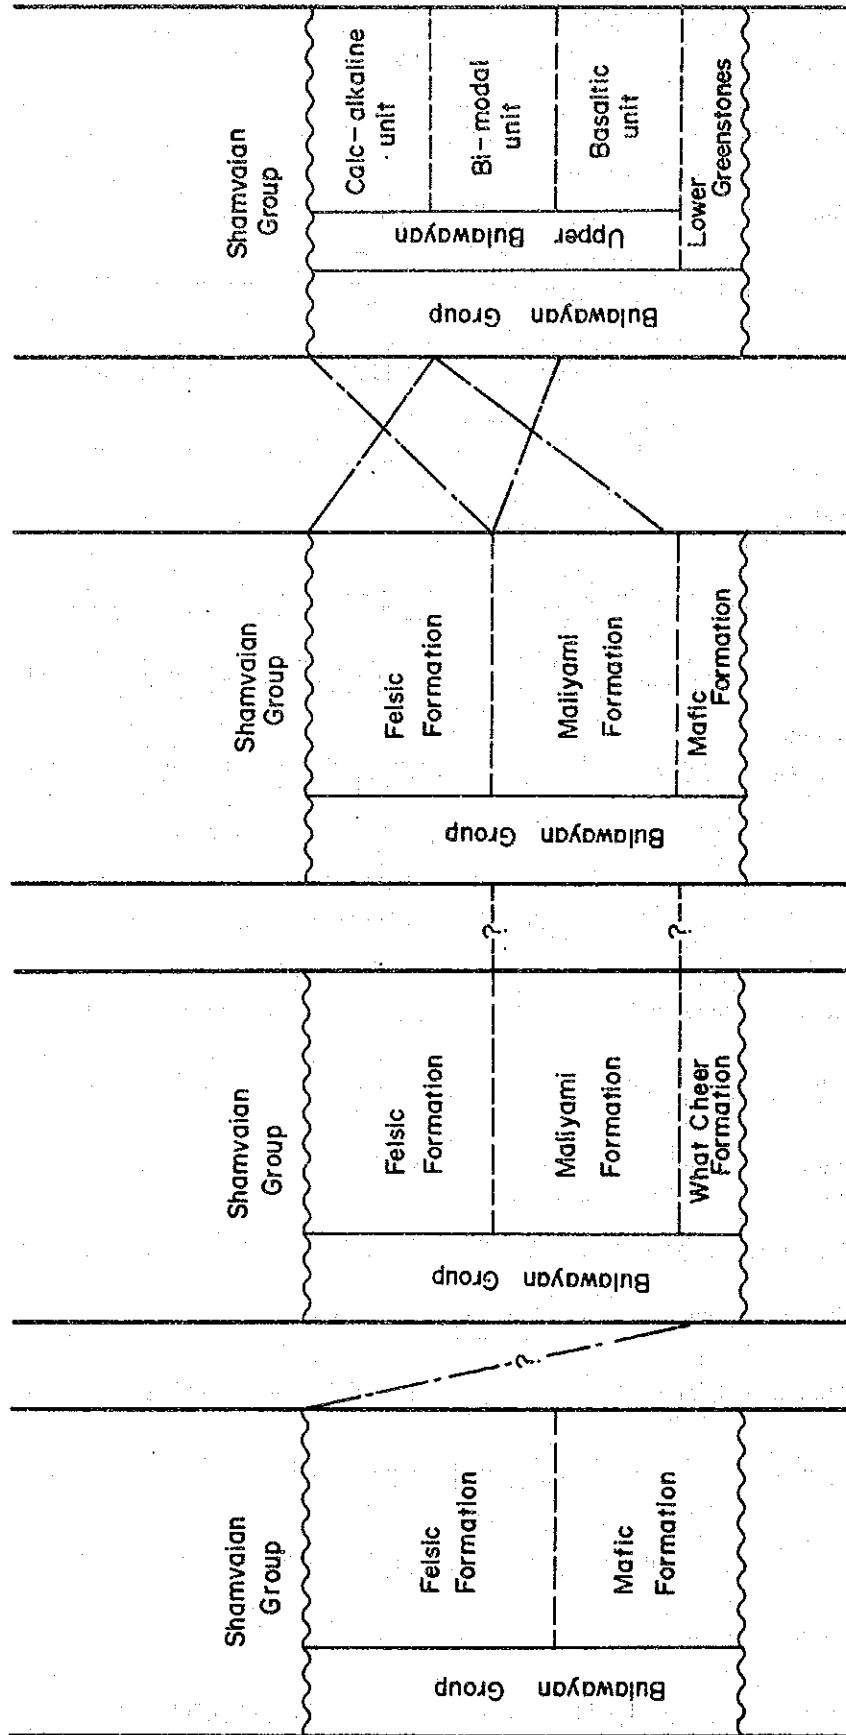 Shamvaian
Group
Bulawayan Group
Felsic
Formation
Mafic
Formation
?
Shamvaian
Group
Bulawayan Group
Felsic
Formation
Maliyami
Formation
What Cheer
Formation
?
?
Shamvaian
Group
Bulawayan Group
Felsic
Formation
Maliyami
Formation
Mafic
Formation
Shamvaian
Group
Bulawayan Group
Upper Bulawayan
Calc-alkaline
unit
Bi-modal
unit
Basaltic
unit
Lower
Greenstones